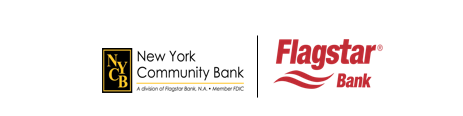 NY
CB
New York
Community Bank
A division of Flagstar Bank, N.A. • Member FDIC
Flagstar®
Bank